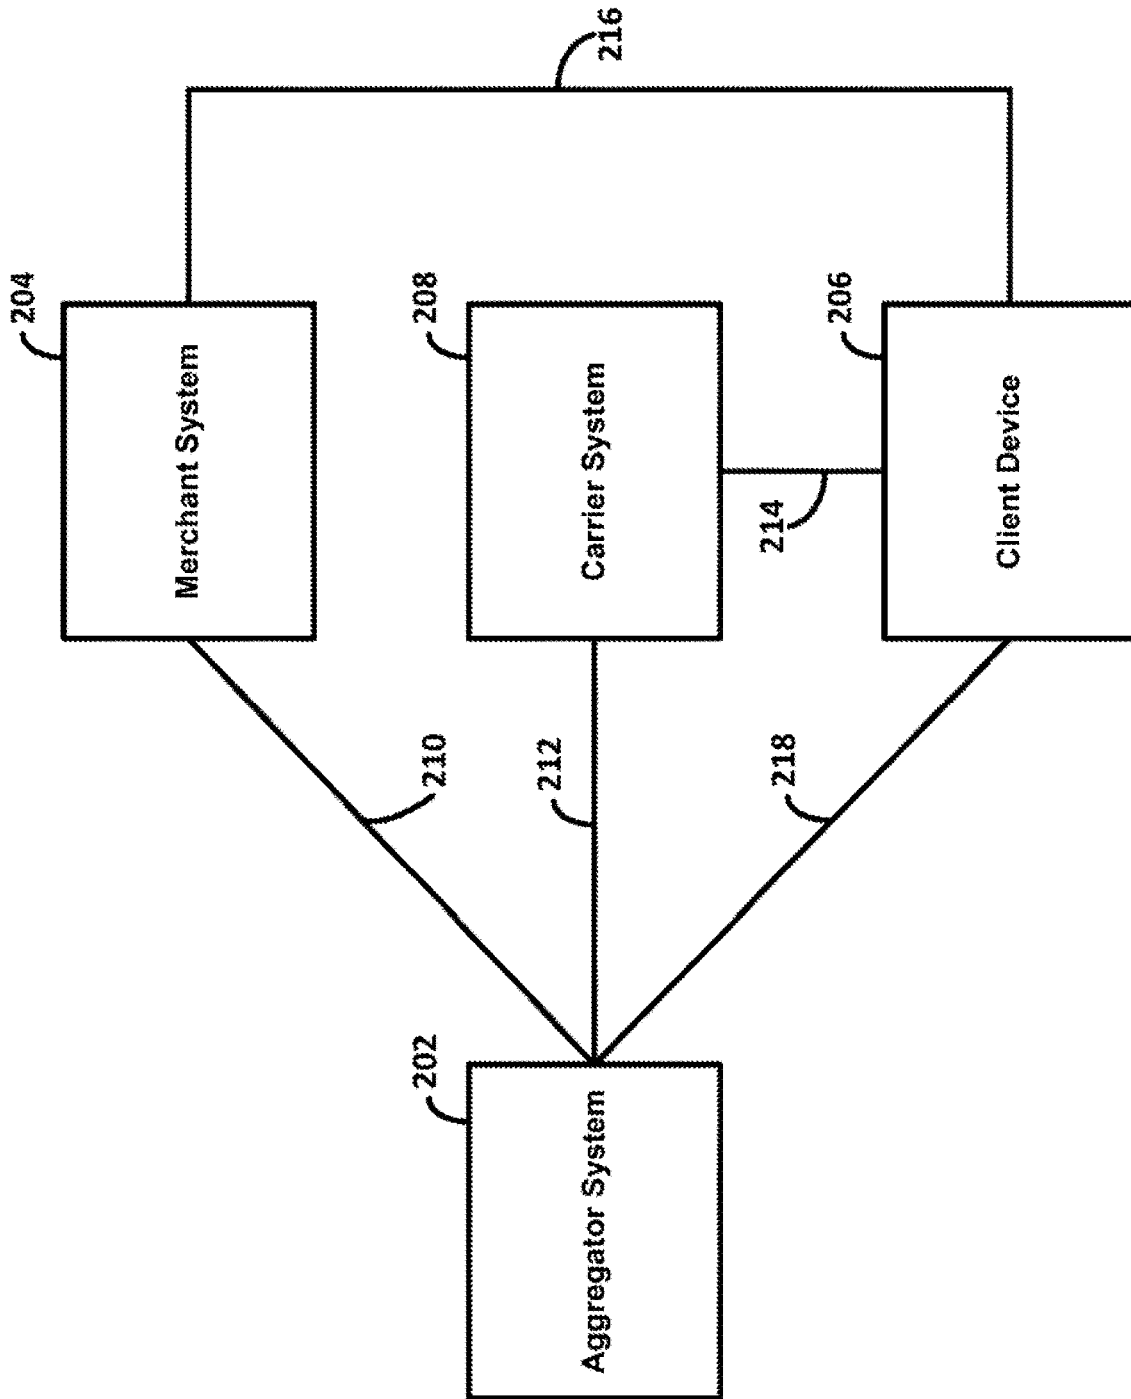 Aggregator System
202
210
212
218
Merchant System
204
Carrier System
208
214
Client Device
206
216